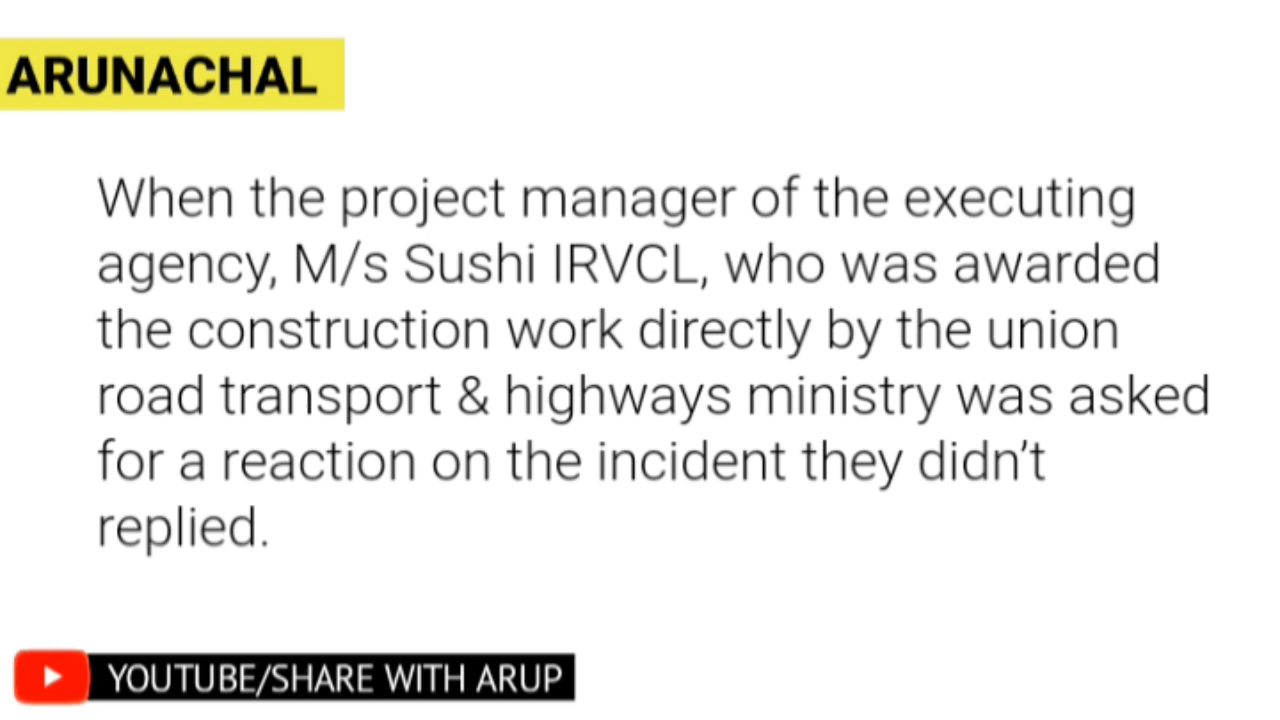 ARUNACHAL
When the project manager of the executing
agency, M/s Sushi IRVCL, who was awarded
the construction work directly by the union
road transport & highways ministry was asked
for a reaction on the incident they didn’t
replied.
YOUTUBE/SHARE WITH ARUP